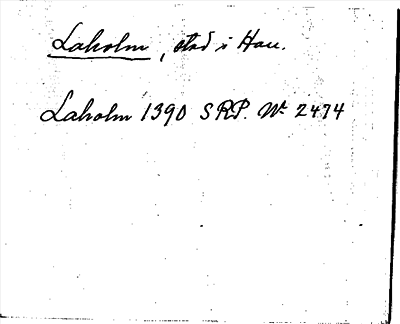 Laholm, stad i Hall.
Laholm 1390 SRP. Nr 2474